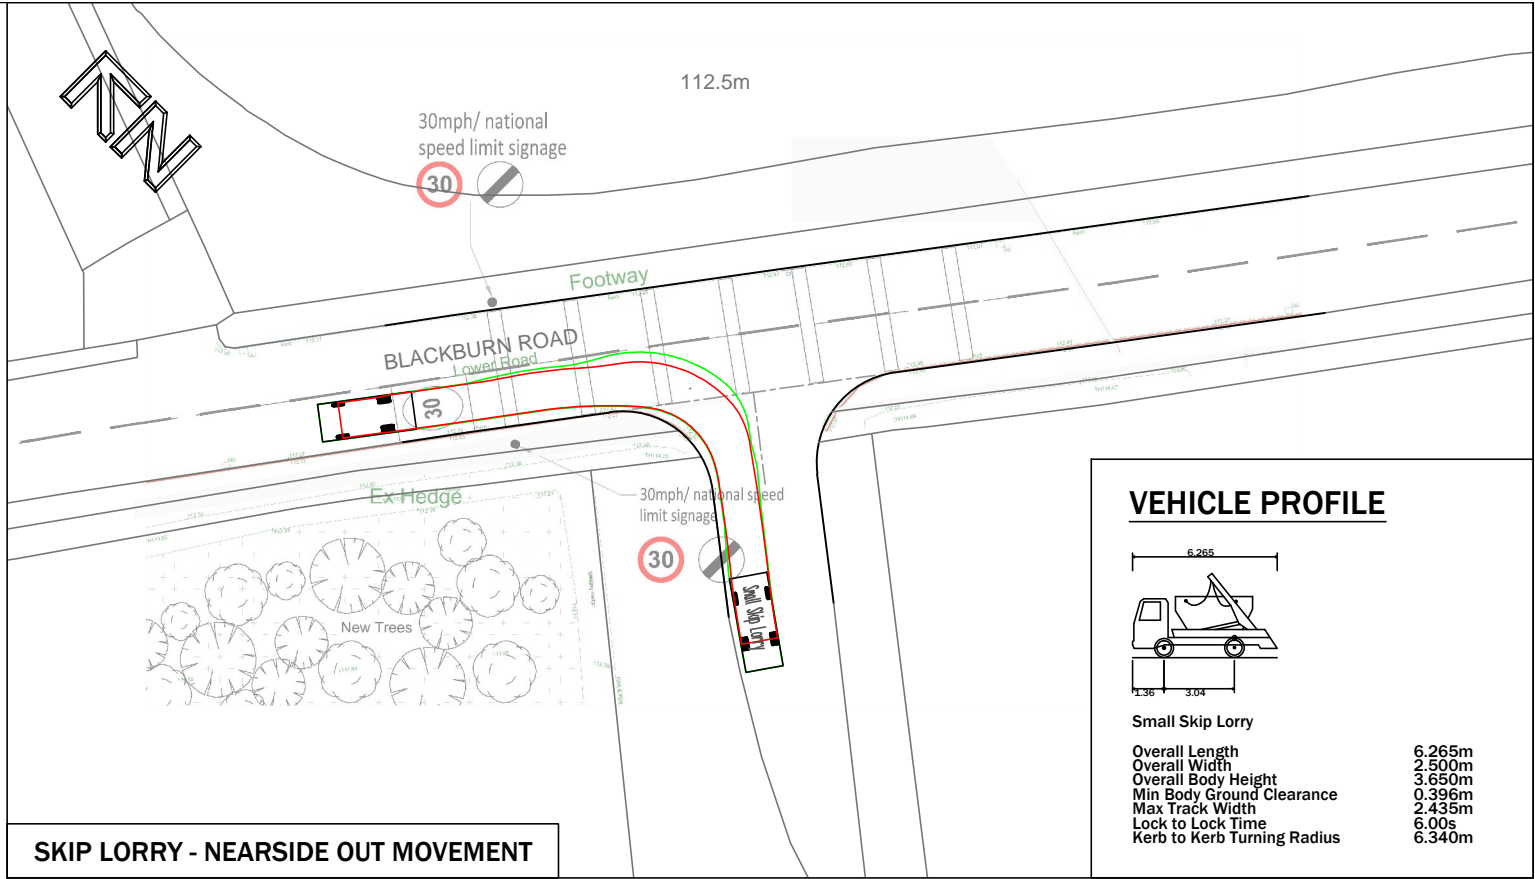 N
112.5m
30mph/ national
speed limit signage
30
Footway
BLACKBURN ROAD
Lower Road
30
Ex Hedge
30mph/ national speed
limit signage
30
New Trees
Small Skip Lorry
VEHICLE PROFILE
6.265
1.36 3.04
Small Skip Lorry
Overall Length 6.265m
Overall Width 2.500m
Overall Body Height 3.650m
Min Body Ground Clearance 0.396m
Max Track Width 2.435m
Lock to Lock Time 6.00s
Kerb to Kerb Turning Radius 6.340m
SKIP LORRY - NEARSIDE OUT MOVEMENT